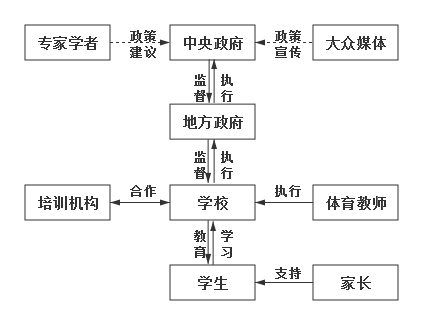 专家学者
政策
建议
中央政府
政策
宣传
大众媒体
监督
执行
地方政府
监督
执行
培训机构
合作
学校
执行
体育教师
教育
学习
学生
支持
家长